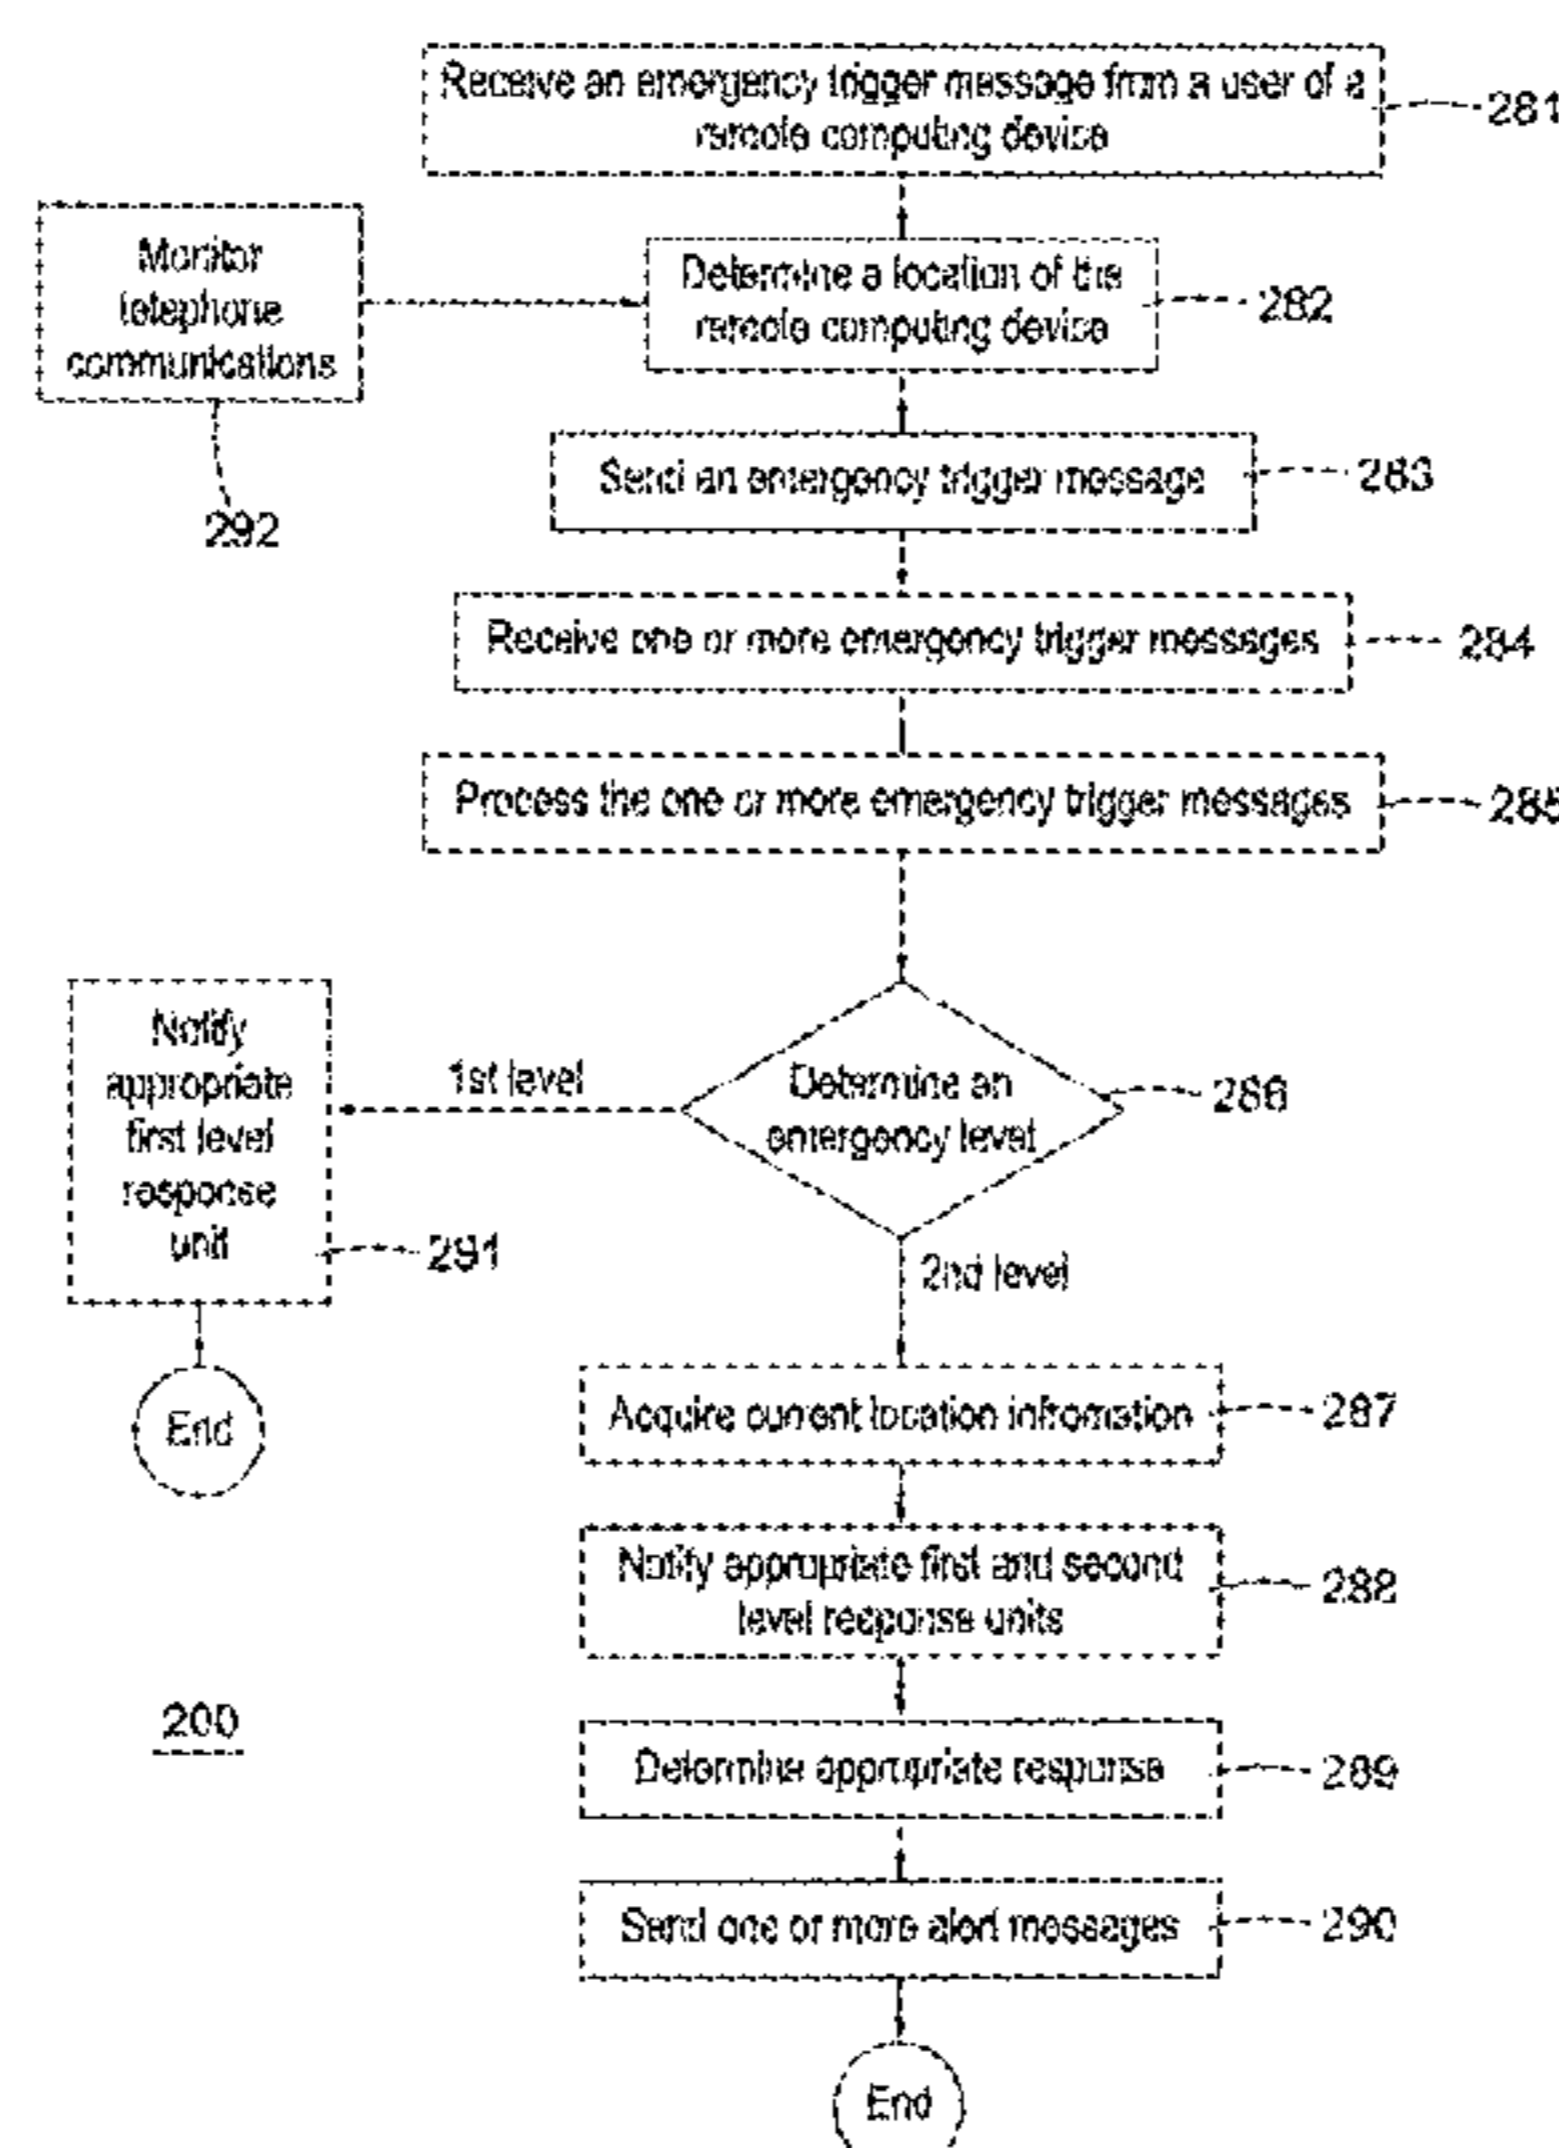 Receive an emergency trigger message from a user of a
remote computing device
281
Monitor
telephone
communications
292
Determine a location of the
remote computing device
282
Send an emergency trigger message
283
Receive one or more emergency trigger messages
284
Process the one or more emergency trigger messages
285
Determine an
emergency level
286
1st level
Notify
appropriate
first level
response
unit
291
End
2nd level
Acquire current location infromation
287
Notify appropriate first and second
level response units
288
Determine appropriate response
289
Send one or more alert messages
290
End
200